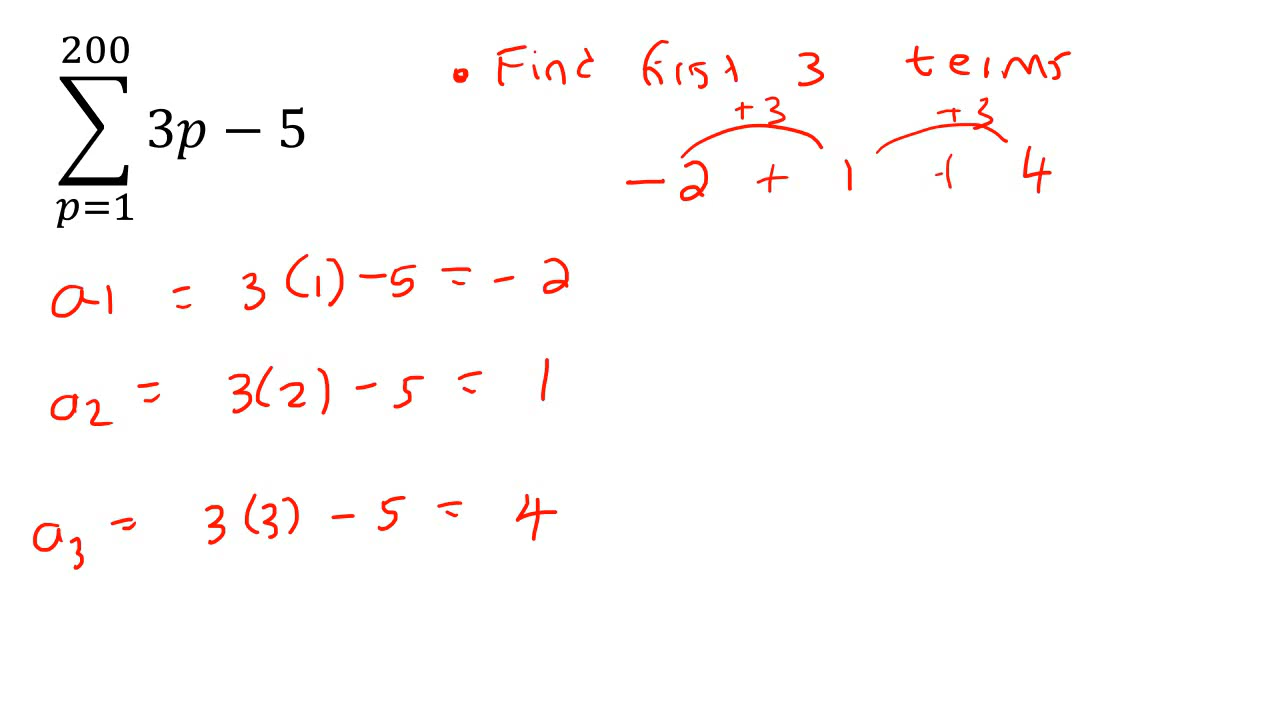 200
∑ 3p − 5
p=1
• Find first 3 terms
+3 +3
−2 + 1 + 4
a1 = 3(1) −5 = −2
a2 = 3(2) − 5 = 1
a3 = 3(3) − 5 = 4